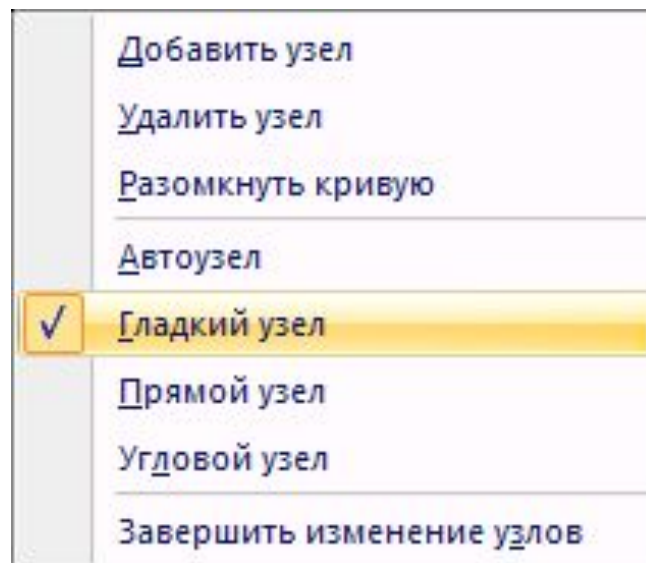 Добавить узел
Удалить узел
Разомкнуть кривую
Автоузел
Гладкий узел
Прямой узел
Угловой узел
Завершить изменение узлов